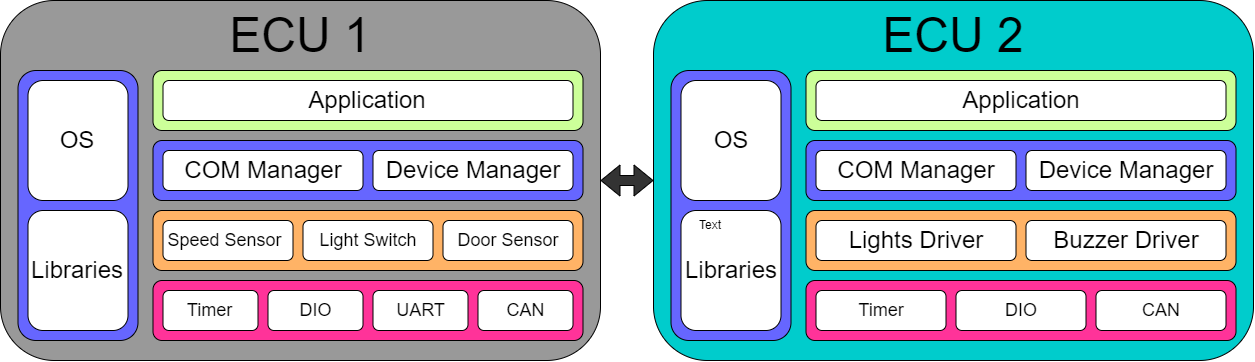 ECU 1
OS
Libraries
Application
COM Manager
Device Manager
Speed Sensor
Light Switch
Door Sensor
Timer
DIO
UART
CAN
ECU 2
OS
Text
Libraries
Application
COM Manager
Device Manager
Lights Driver
Buzzer Driver
Timer
DIO
CAN